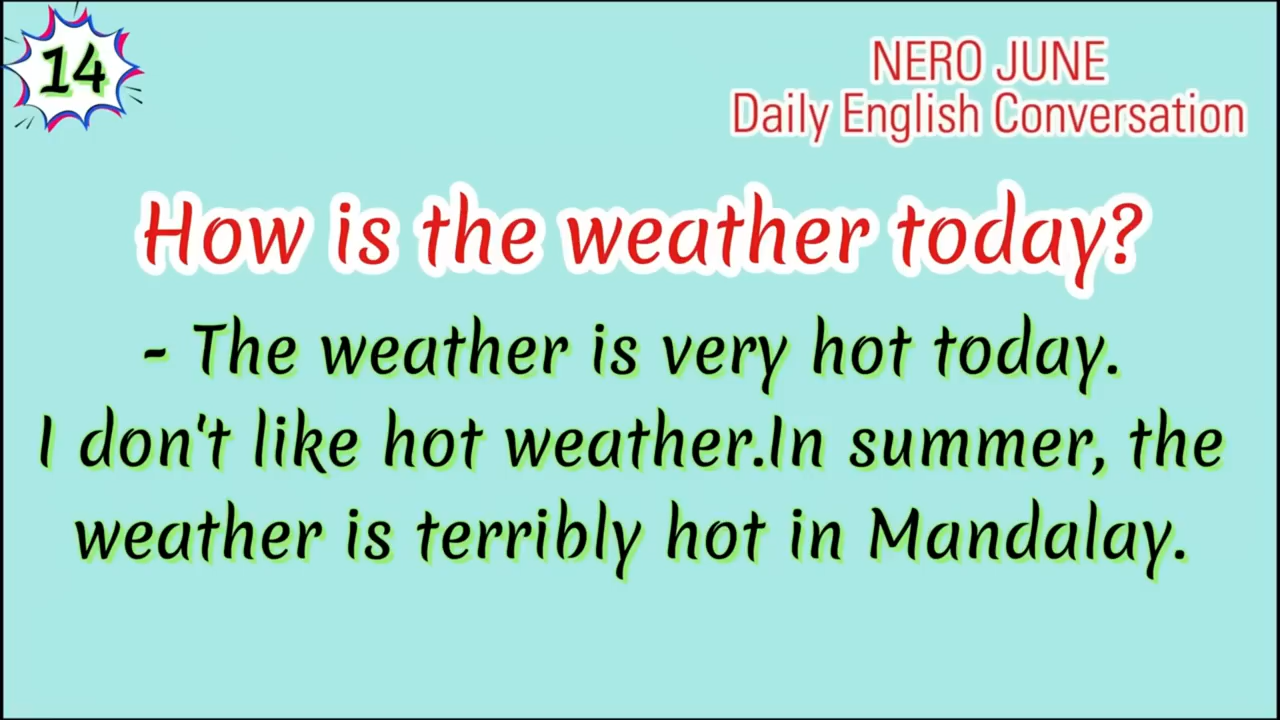 14
NERO JUNE
Daily English Conversation
How is the weather today?
- The weather is very hot today.
I don't like hot weather.In summer, the
weather is terribly hot in Mandalay.